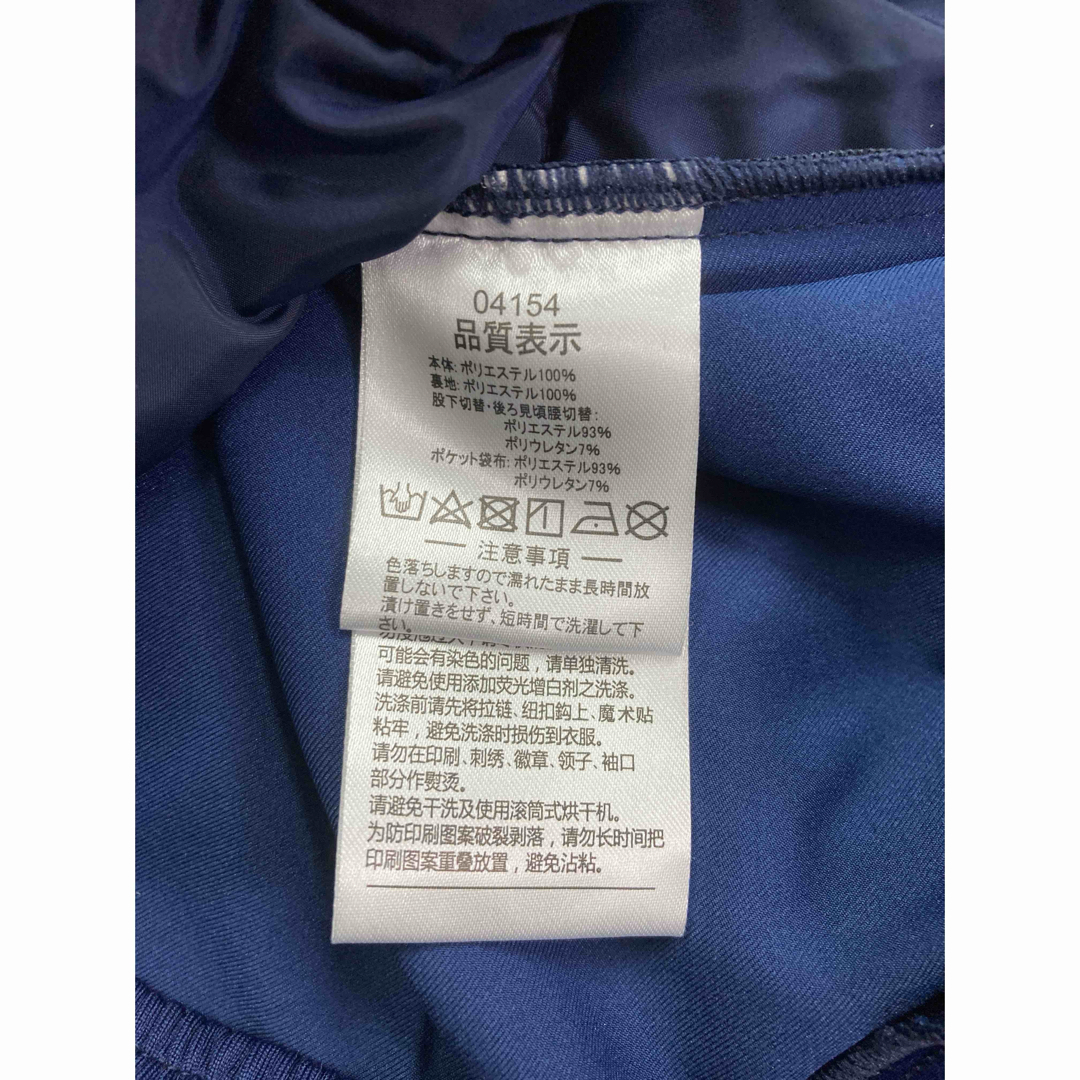 04154
品質表示
本体:ポリエステル100%
裏地:ポリエステル100%
股下切替・後ろ見頃腰切替:
ポリエステル93%
ポリウレタン7%
ポケット袋布:ポリエステル93%
ポリウレタン7%
注意事項
色落ちしますので濡れたまま長時間放
置しないで下さい。
漬け置きをせず、短時間で洗濯して下
さい。
可能会有染色的问题，请单独清洗。
请避免使用添加荧光增白剂之洗涤。
洗涤前请先将拉链、纽扣鈎上、魔术贴
粘牢，避免洗涤时损伤到衣服。
请勿在印刷、刺绣、徽章、领子、袖口
部分作熨烫。
请避免干洗及使用滚筒式烘干机。
为防印刷图案破裂剥落，请勿长时间把
印刷图案重叠放置，避免沾粘。